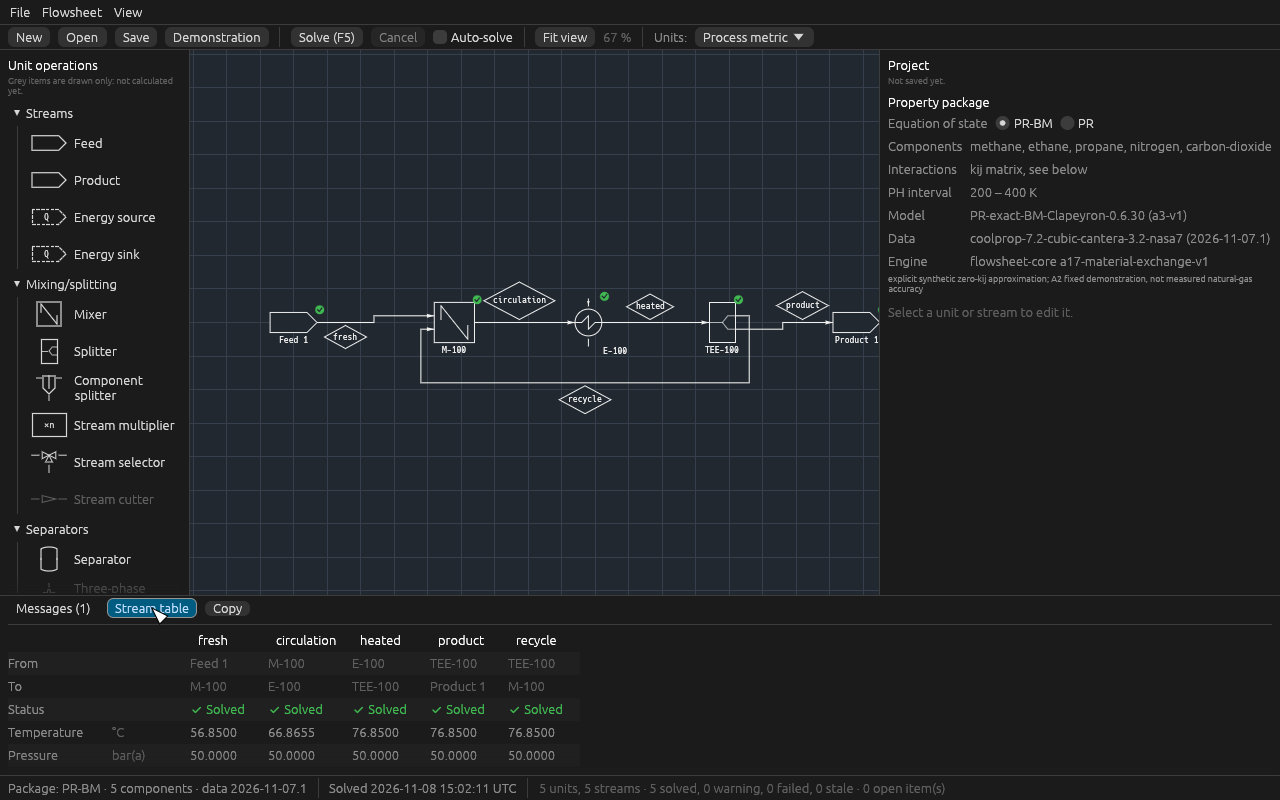 File Flowsheet View
New Open Save Demonstration Solve (F5) Cancel Auto-solve Fit view 67 % Units: Process metric
Unit operations
Grey items are drawn only: not calculated
yet.
Streams
Feed
Product
Q Energy source
Q Energy sink
Mixing/splitting
Mixer
Splitter
Component
splitter
×n Stream multiplier
Stream selector
Stream cutter
Separators
Separator
Three-phase
circulation
heated
product
fresh
Feed 1
M-100
E-100
TEE-100
Product 1
recycle
Project
Not saved yet.
Property package
Equation of state PR-BM PR
Components methane, ethane, propane, nitrogen, carbon-dioxide
Interactions kij matrix, see below
PH interval 200 – 400 K
Model PR-exact-BM-Clapeyron-0.6.30 (a3-v1)
Data coolprop-7.2-cubic-cantera-3.2-nasa7 (2026-11-07.1)
Engine flowsheet-core a17-material-exchange-v1
explicit synthetic zero-kij approximation; A2 fixed demonstration, not measured natural-gas
accuracy
Select a unit or stream to edit it.
Messages (1) Stream table Copy
fresh circulation heated product recycle
From Feed 1 M-100 E-100 TEE-100 TEE-100
To M-100 E-100 TEE-100 Product 1 M-100
Status ✓ Solved ✓ Solved ✓ Solved ✓ Solved ✓ Solved
Temperature °C 56.8500 66.8655 76.8500 76.8500 76.8500
Pressure bar(a) 50.0000 50.0000 50.0000 50.0000 50.0000
Package: PR-BM · 5 components · data 2026-11-07.1 Solved 2026-11-08 15:02:11 UTC 5 units, 5 streams · 5 solved, 0 warning, 0 failed, 0 stale · 0 open item(s)